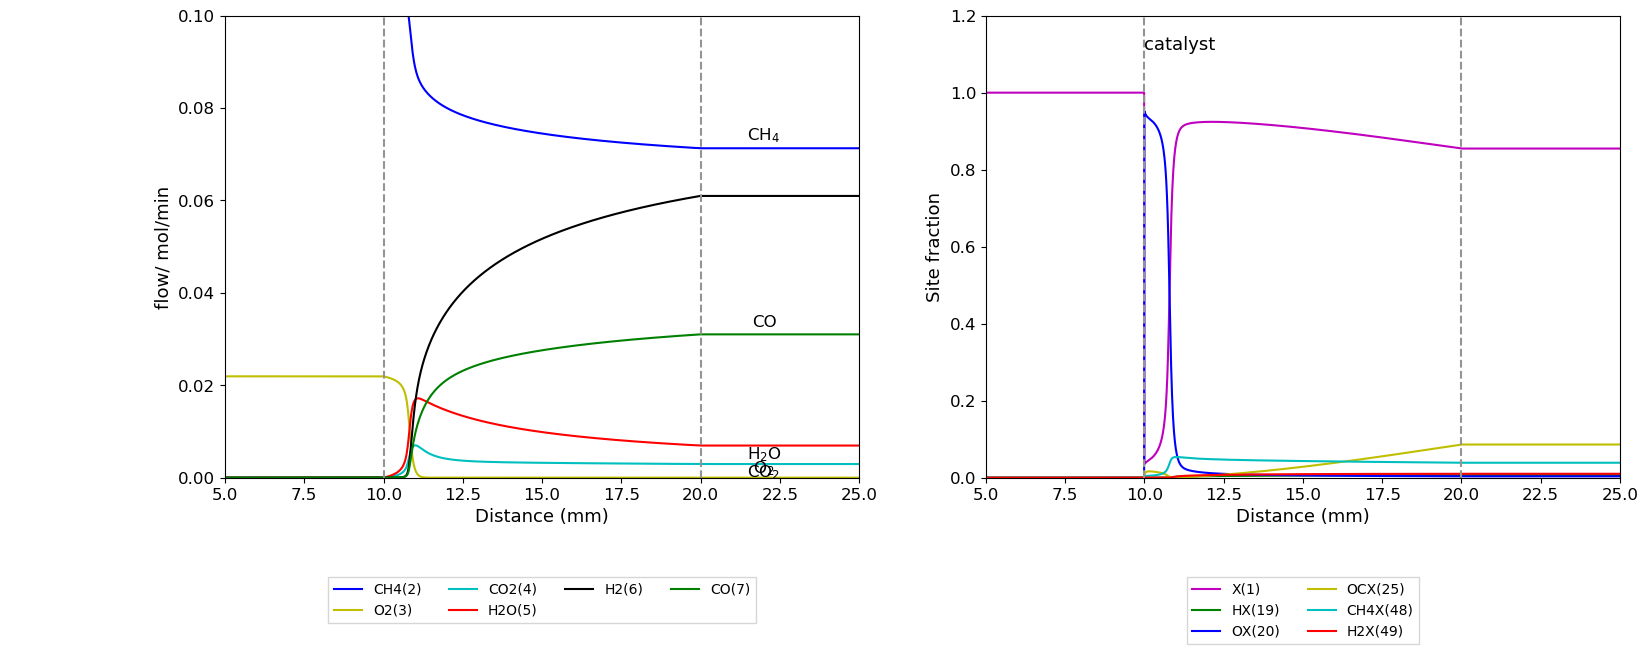 0.10
0.08
0.06
0.04
0.02
0.00
flow/ mol/min
CH₄
CO
H₂O
O₂
CO₂
5.0 7.5 10.0 12.5 15.0 17.5 20.0 22.5 25.0
Distance (mm)
CH4(2) CO2(4) H2(6) CO(7)
O2(3) H2O(5)
1.2
1.0
0.8
0.6
0.4
0.2
0.0
Site fraction
catalyst
5.0 7.5 10.0 12.5 15.0 17.5 20.0 22.5 25.0
Distance (mm)
X(1) OCX(25)
HX(19) CH4X(48)
OX(20) H2X(49)